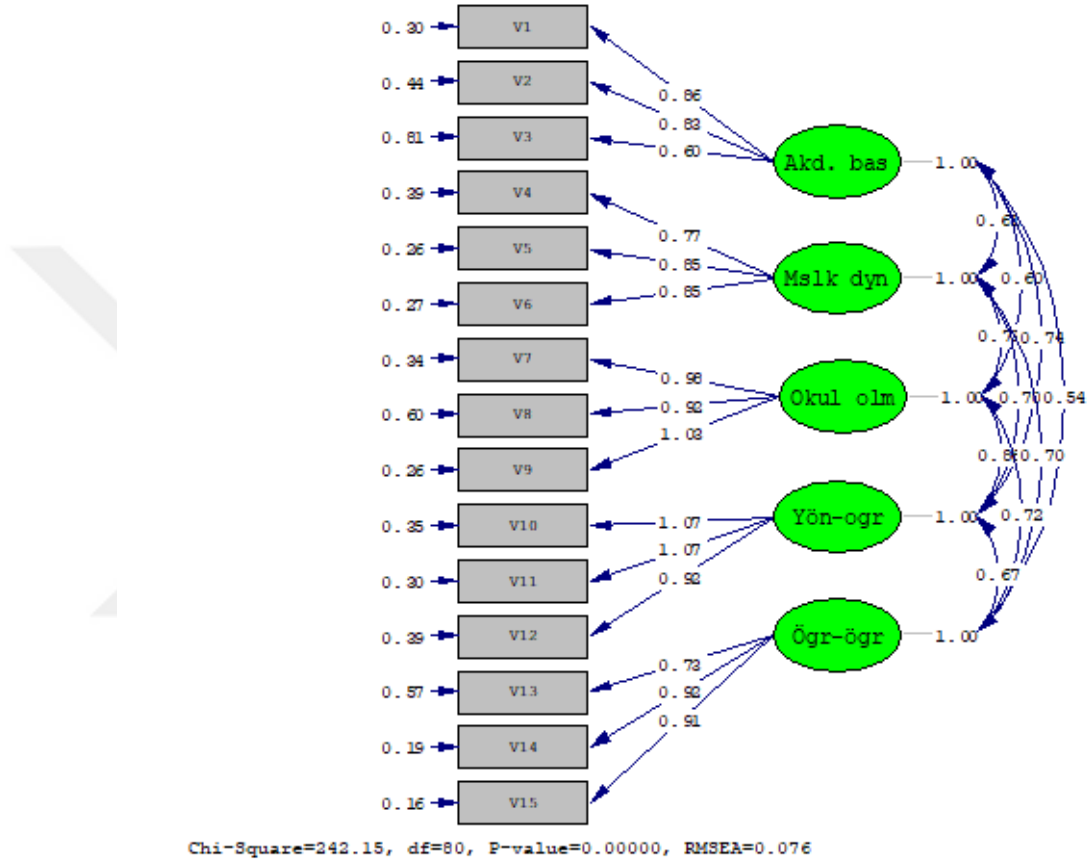 0.30 V1
0.44 V2
0.86
0.83
0.81 V3 0.60
Akd. bas 1.00
0.39 V4
0.77
0.26 V5
0.85
Mslk dyn 1.00 0.60
0.27 V6 0.85
0.74
0.34 V7
0.96
0.92
Okul olm 1.00 0.54
0.60 V8
1.03
0.26 V9
0.70
0.35 V10 1.07
Yön-ogr 1.00 0.72
1.07
0.30 V11
0.92
0.67
0.39 V12
Ögr-ögr 1.00
0.57 V13 0.73
0.92
0.91
0.19 V14
0.16 V15
Chi-Square=242.15, df=80, P-value=0.00000, RMSEA=0.076